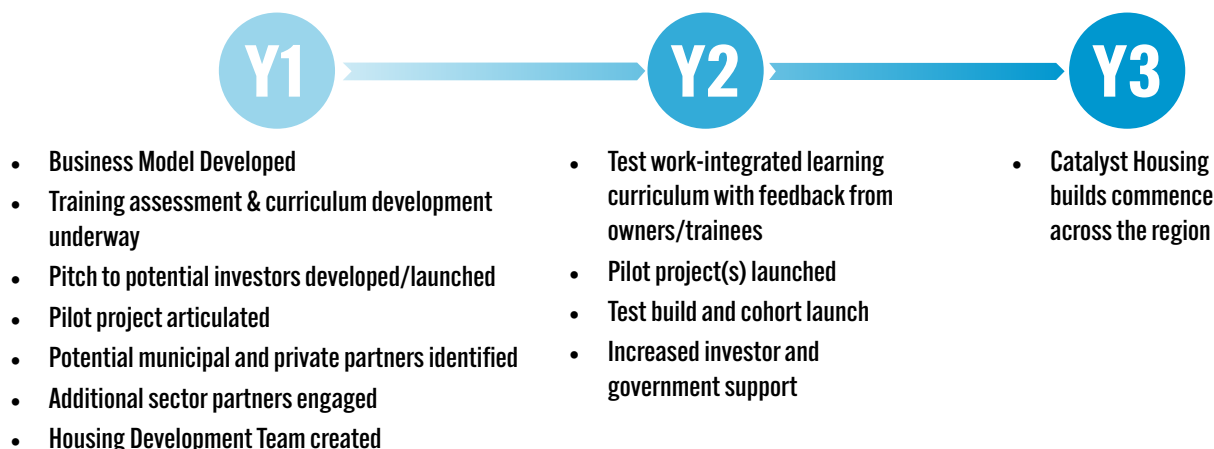 Y1
Y2
Y3
• Business Model Developed
• Training assessment & curriculum development
underway
• Pitch to potential investors developed/launched
• Pilot project articulated
• Potential municipal and private partners identified
• Additional sector partners engaged
• Housing Development Team created
• Test work-integrated learning
curriculum with feedback from
owners/trainees
• Pilot project(s) launched
• Test build and cohort launch
• Increased investor and
government support
• Catalyst Housing
builds commence
across the region